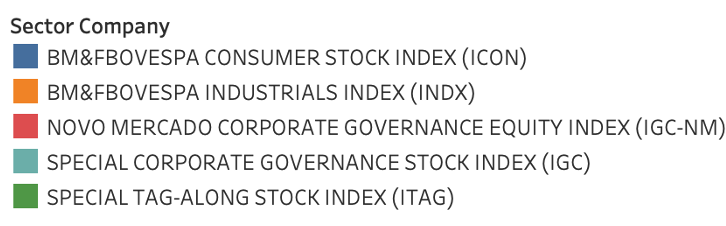 Sector Company
BM&FBOVESPA CONSUMER STOCK INDEX (ICON)
BM&FBOVESPA INDUSTRIALS INDEX (INDX)
NOVO MERCADO CORPORATE GOVERNANCE EQUITY INDEX (IGC-NM)
SPECIAL CORPORATE GOVERNANCE STOCK INDEX (IGC)
SPECIAL TAG-ALONG STOCK INDEX (ITAG)